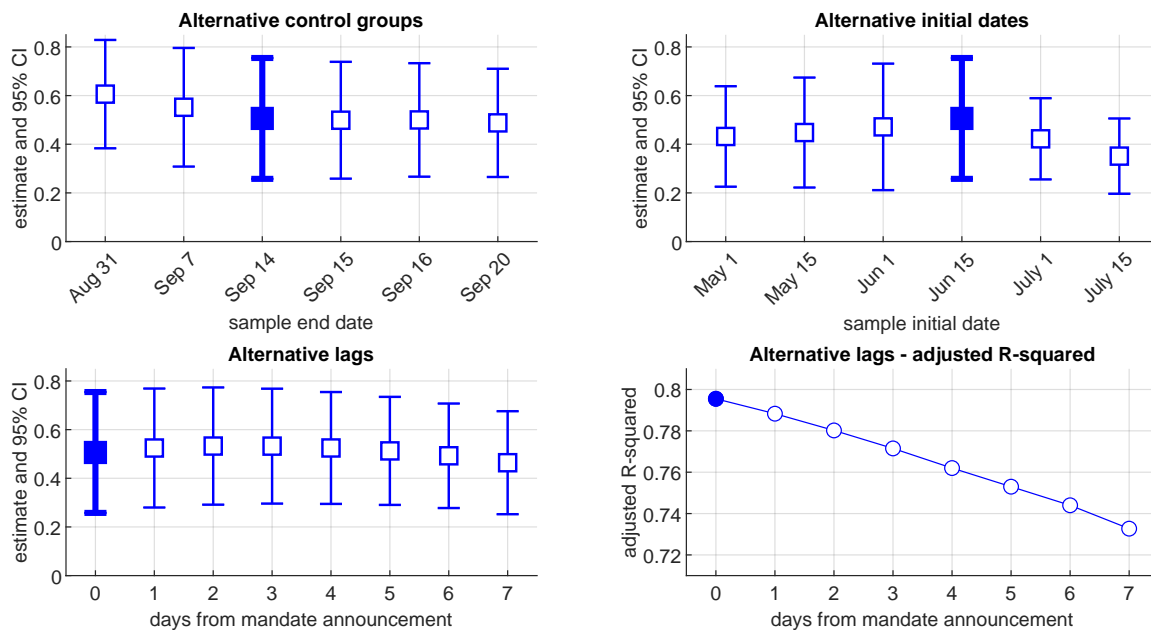 Alternative control groups
estimate and 95% CI
0.8
0.6
0.4
0.2
0
Aug 31
Sep 7
Sep 14
Sep 15
Sep 16
Sep 20
sample end date
Alternative initial dates
estimate and 95% CI
0.8
0.6
0.4
0.2
0
May 1
May 15
Jun 1
Jun 15
July 1
July 15
sample initial date
Alternative lags
estimate and 95% CI
0.8
0.6
0.4
0.2
0
0 1 2 3 4 5 6 7
days from mandate announcement
Alternative lags - adjusted R-squared
adjusted R-squared
0.8
0.78
0.76
0.74
0.72
0 1 2 3 4 5 6 7
days from mandate announcement